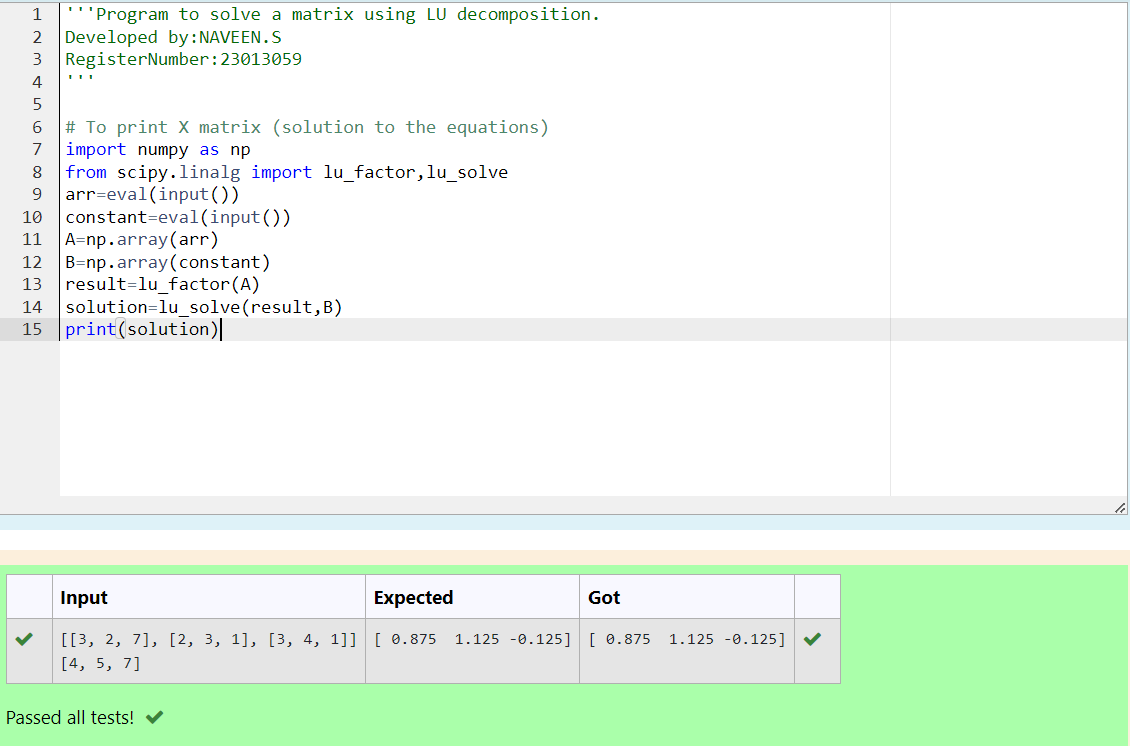 1 '''Program to solve a matrix using LU decomposition.
2 Developed by:NAVEEN.S
3 RegisterNumber:23013059
4 '''
5
6 # To print X matrix (solution to the equations)
7 import numpy as np
8 from scipy.linalg import lu_factor,lu_solve
9 arr=eval(input())
10 constant=eval(input())
11 A=np.array(arr)
12 B=np.array(constant)
13 result=lu_factor(A)
14 solution=lu_solve(result,B)
15 print(solution)
Input Expected Got
[[3, 2, 7], [2, 3, 1], [3, 4, 1]] [ 0.875  1.125 -0.125] [ 0.875  1.125 -0.125]
[4, 5, 7]
Passed all tests!